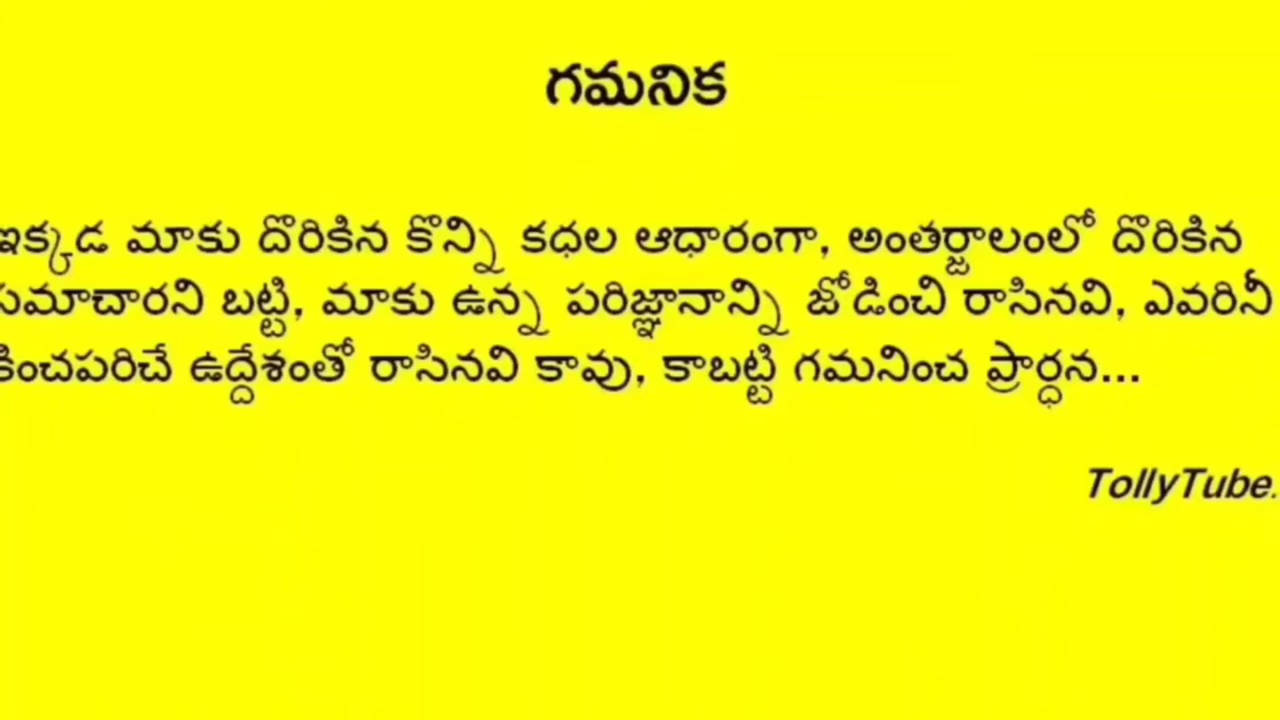 గమనిక
ఇక్కడ మాకు దొరికిన కొన్ని కధల ఆధారంగా, అంతర్జాలంలో దొరికిన
సమాచారని బట్టి, మాకు ఉన్న పరిజ్ఞానాన్ని జోడించి రాసినవి, ఎవరినీ
కించపరిచే ఉద్దేశంతో రాసినవి కావు, కాబట్టి గమనించ ప్రార్ధన...
TollyTube.